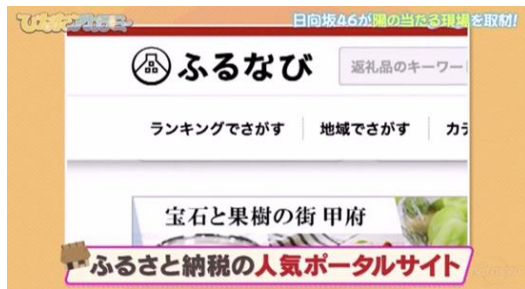 日向坂46が陽の当たる現場を取材!
ふるなび
返礼品のキーワー
ランキングでさがす
地域でさがす
カテ
宝石と果樹の街 甲府
ふるさと納税の人気ポータルサイト